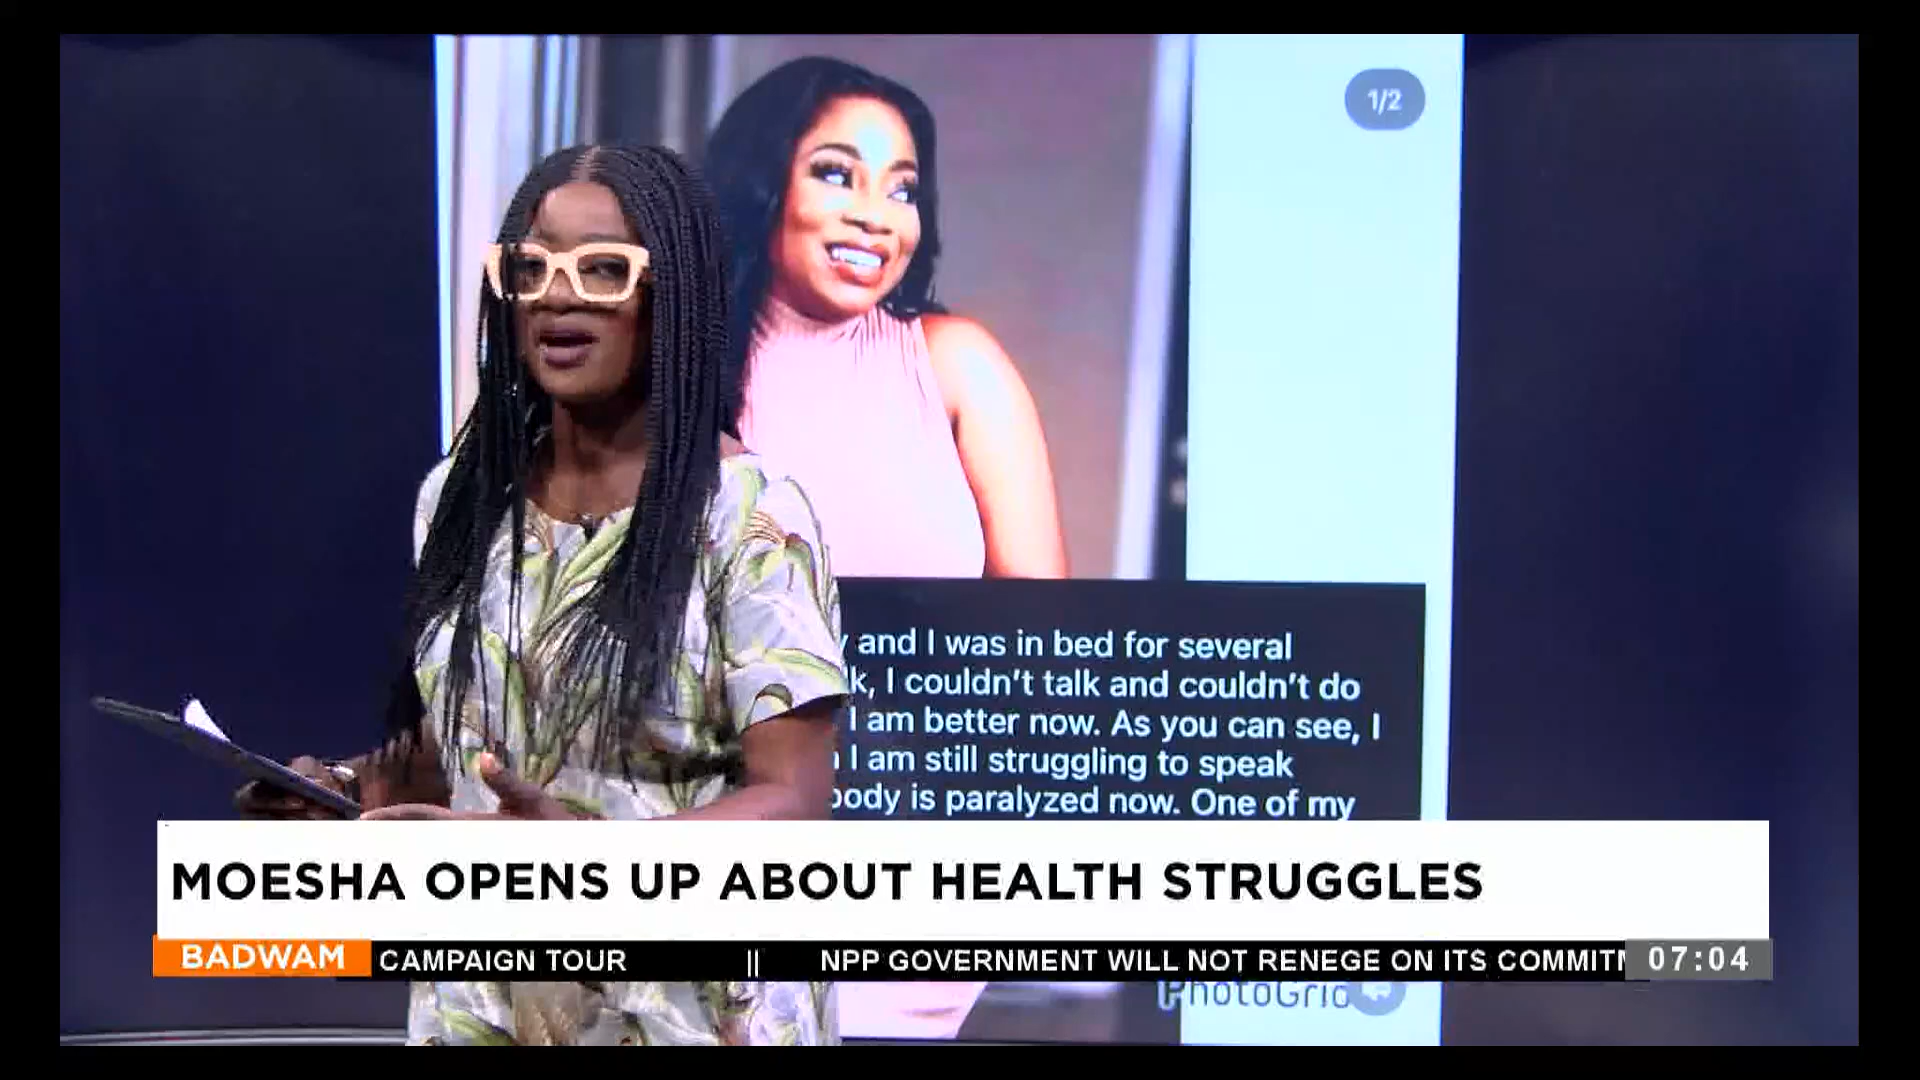 1/2
and I was in bed for several
I couldn't talk and couldn't do
I am better now. As you can see, I
I am still struggling to speak
body is paralyzed now. One of my
MOESHA OPENS UP ABOUT HEALTH STRUGGLES
BADWAM CAMPAIGN TOUR || NPP GOVERNMENT WILL NOT RENEGE ON ITS 07:04
PhotoGrid